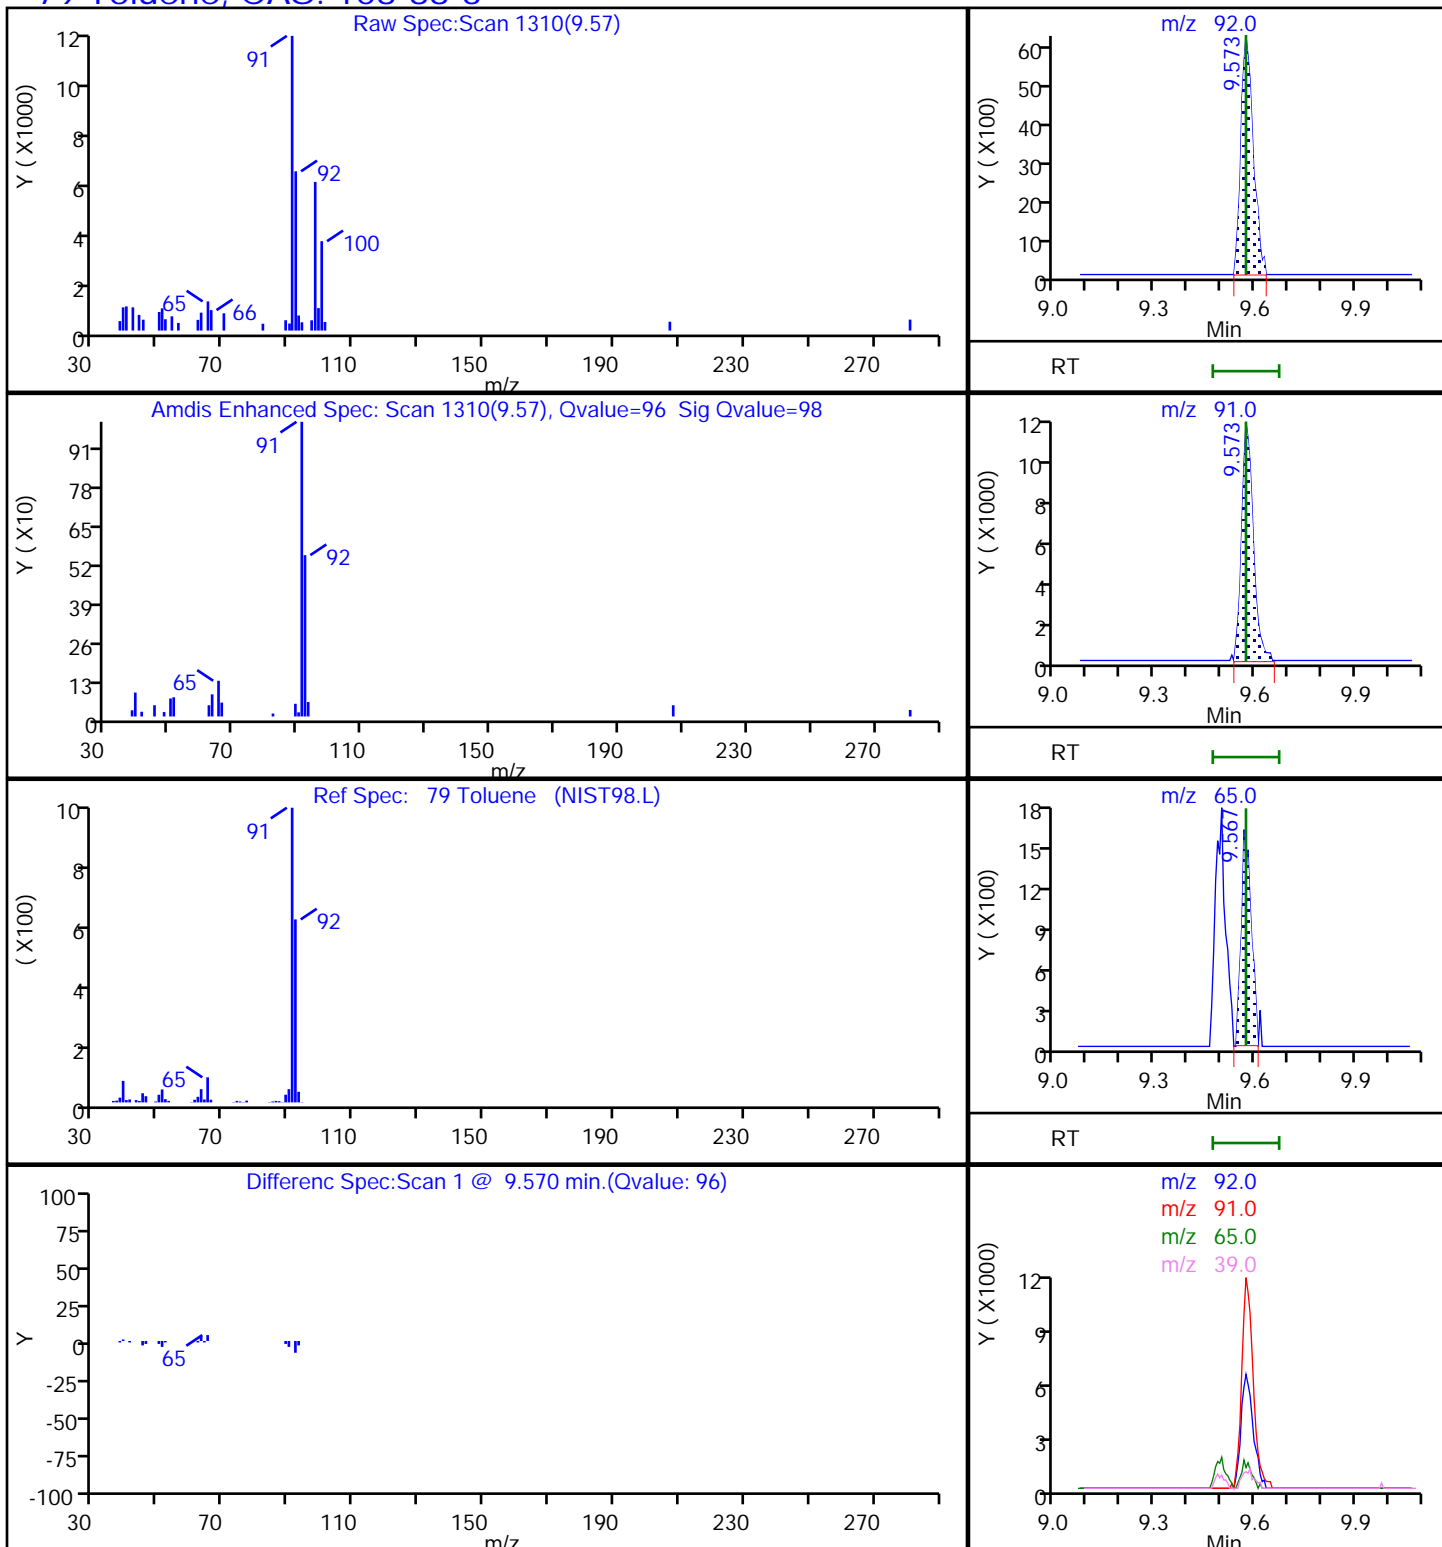 Raw Spec:Scan 1310(9.57)
12
10
8
6
4
2
0
Y ( X1000)
91
92
100
65
66
30 70 110 150 190 230 270
m/z
m/z 92.0
60
50
40
30
20
10
0
Y ( X100)
9.573
9.0 9.3 9.6 9.9
Min
RT
Amdis Enhanced Spec: Scan 1310(9.57), Qvalue=96 Sig Qvalue=98
91
78
65
52
39
26
13
0
Y ( X10)
91
92
65
30 70 110 150 190 230 270
m/z
m/z 91.0
12
10
8
6
4
2
0
Y ( X1000)
9.573
9.0 9.3 9.6 9.9
Min
RT
Ref Spec: 79 Toluene (NIST98.L)
10
8
6
4
2
0
( X100)
91
92
65
30 70 110 150 190 230 270
m/z
m/z 65.0
18
15
12
9
6
3
0
Y ( X100)
9.567
9.0 9.3 9.6 9.9
Min
RT
Differenc Spec:Scan 1 @ 9.570 min.(Qvalue: 96)
100
75
50
25
0
-25
-50
-75
-100
Y
65
30 70 110 150 190 230 270
m/z
m/z 92.0
m/z 91.0
m/z 65.0
m/z 39.0
12
9
6
3
0
Y ( X1000)
9.0 9.3 9.6 9.9
Min